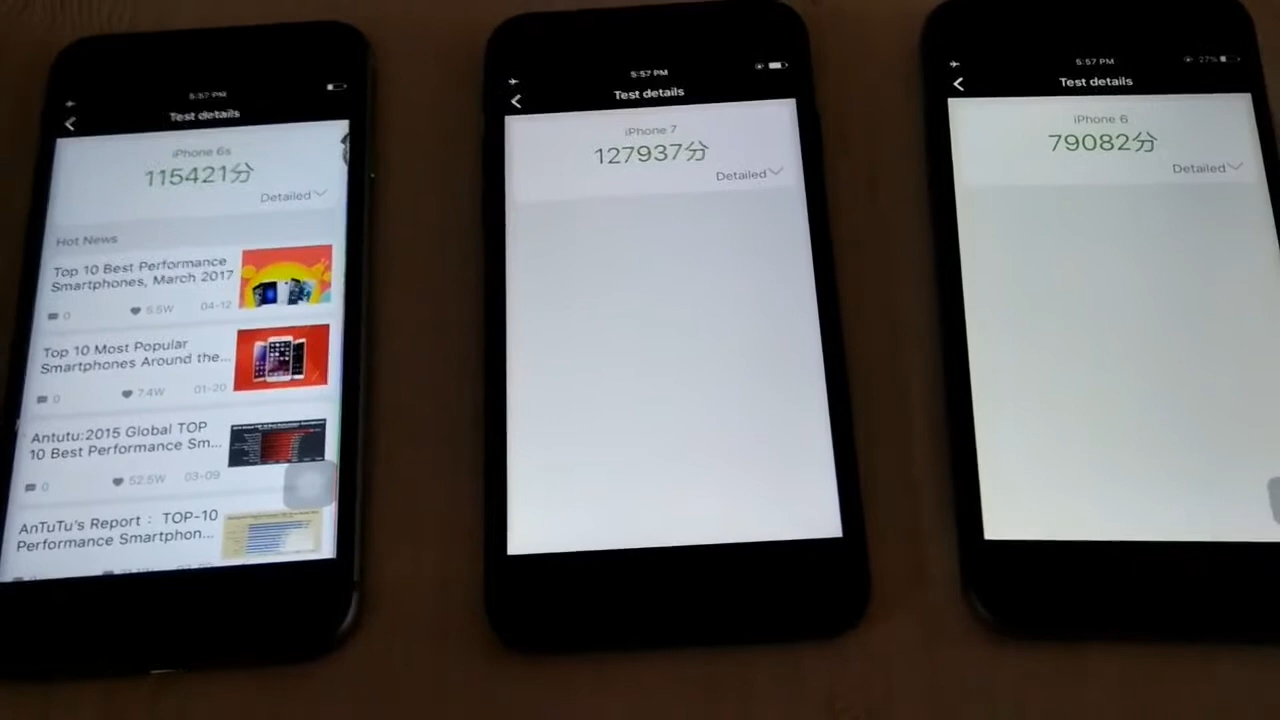 5:57 PM
Test details
iPhone 6s
115421分
Detailed
Hot News
Top 10 Best Performance
Smartphones, March 2017
0 5.5W 04-12
Top 10 Most Popular
Smartphones Around the...
0 7.4W 01-20
Antutu:2015 Global TOP
10 Best Performance Sm...
0 52.5W 03-09
AnTuTu's Report : TOP-10
Performance Smartphon...
5:57 PM
Test details
iPhone 7
127937分
Detailed
5:57 PM 27%
Test details
iPhone 6
79082分
Detailed